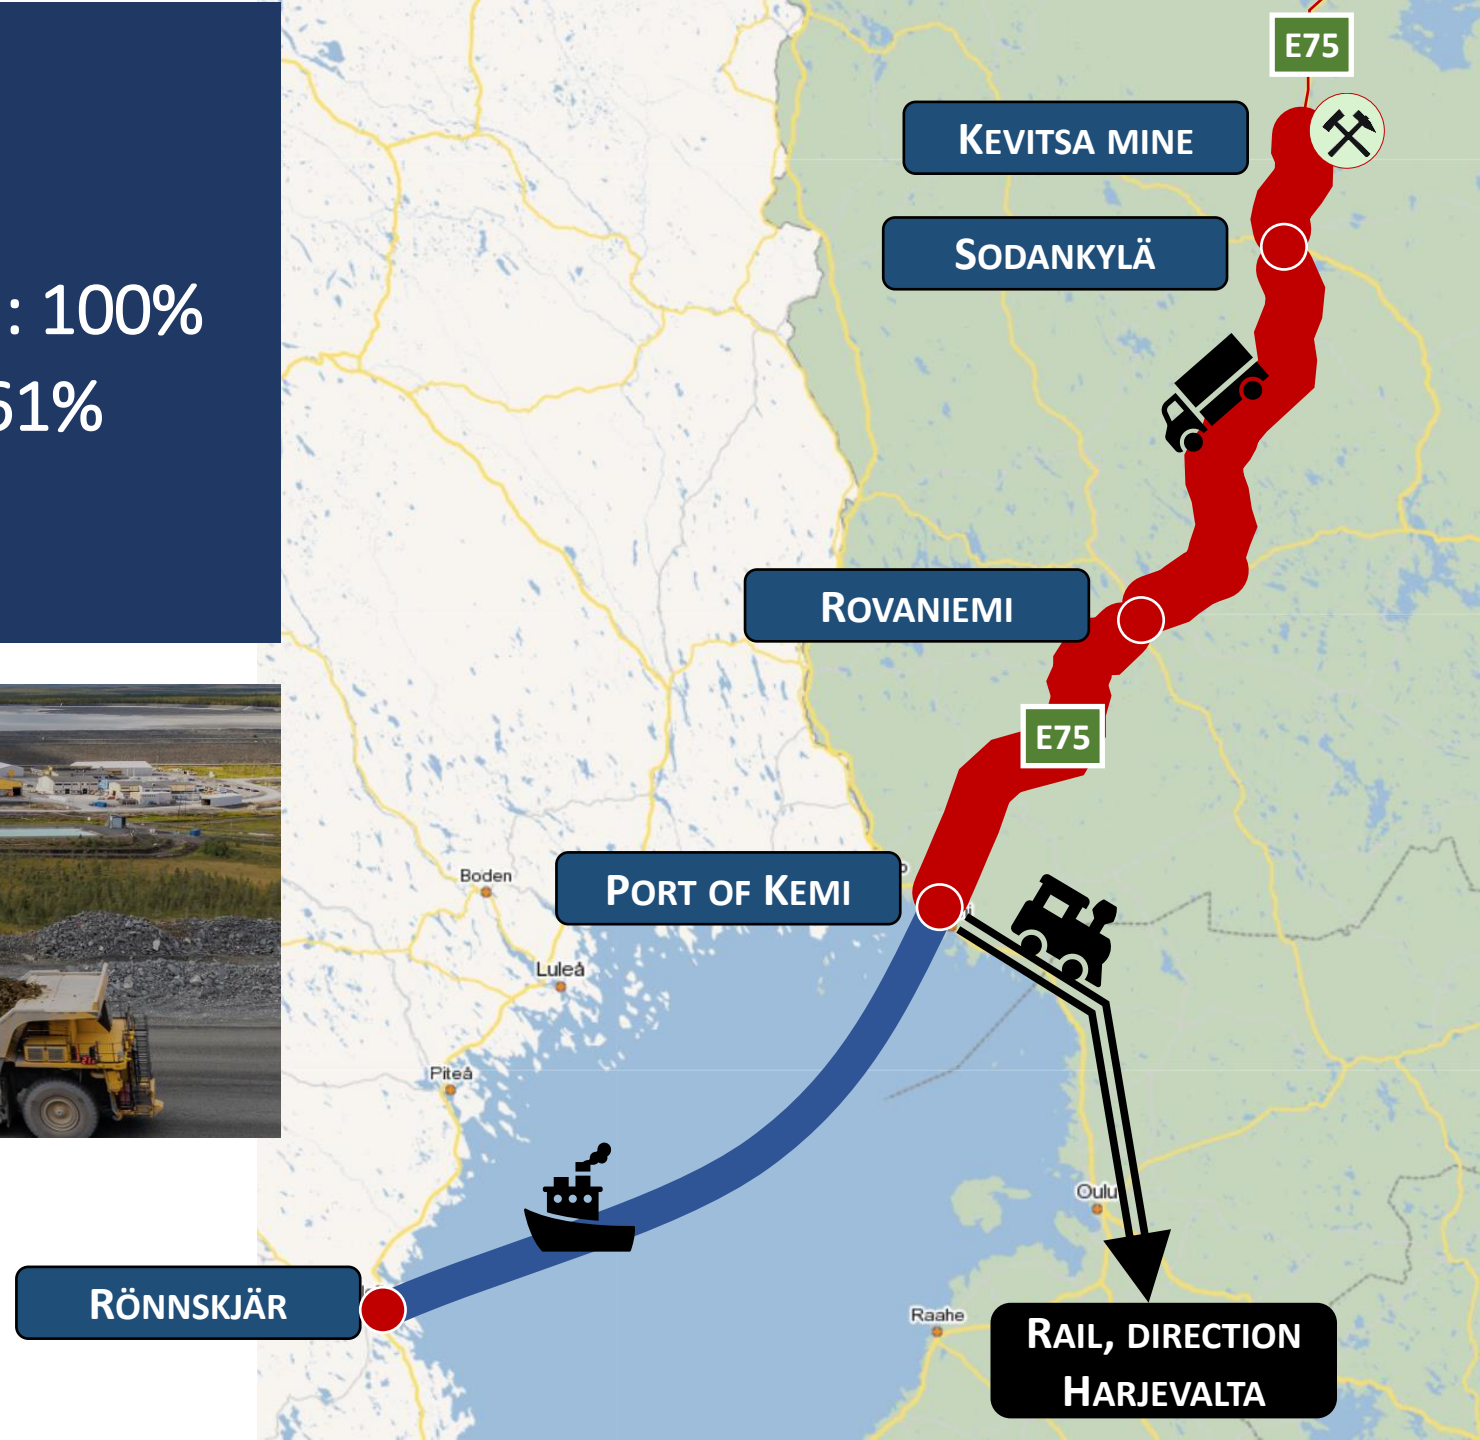 : 100%
61%
E75
KEVITSA MINE
SODANKYLÄ
ROVANIEMI
E75
PORT OF KEMI
Boden
Luleå
Piteå
Oulu
RÖNNSKJÄR
Raahe
RAIL, DIRECTION
HARJEVALTA